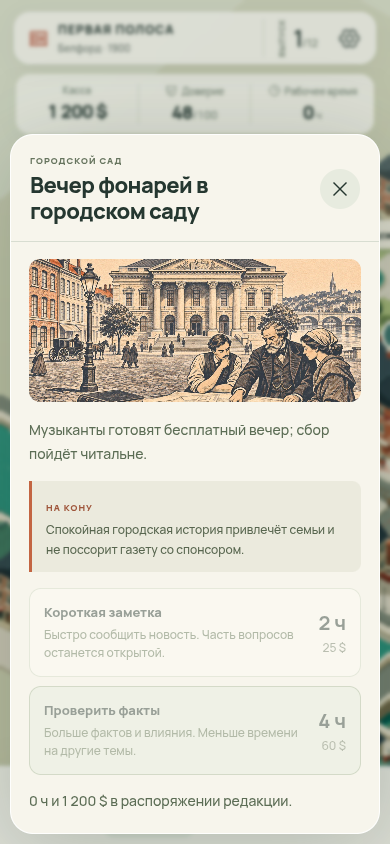 ПЕРВАЯ ПОЛОСА
Белфорд · 1900
1/12
Касса
Доверие
Рабочее время
1 200 $
48/100
0 ч
ГОРОДСКОЙ САД
Вечер фонарей в
городском саду
Музыканты готовят бесплатный вечер; сбор
пойдёт читальне.
НА КОНУ
Спокойная городская история привлечёт семьи и
не поссорит газету со спонсором.
Короткая заметка
Быстро сообщить новость. Часть вопросов
останется открытой.
2 ч
25 $
Проверить факты
Больше фактов и влияния. Меньше времени
на другие темы.
4 ч
60 $
0 ч и 1 200 $ в распоряжении редакции.